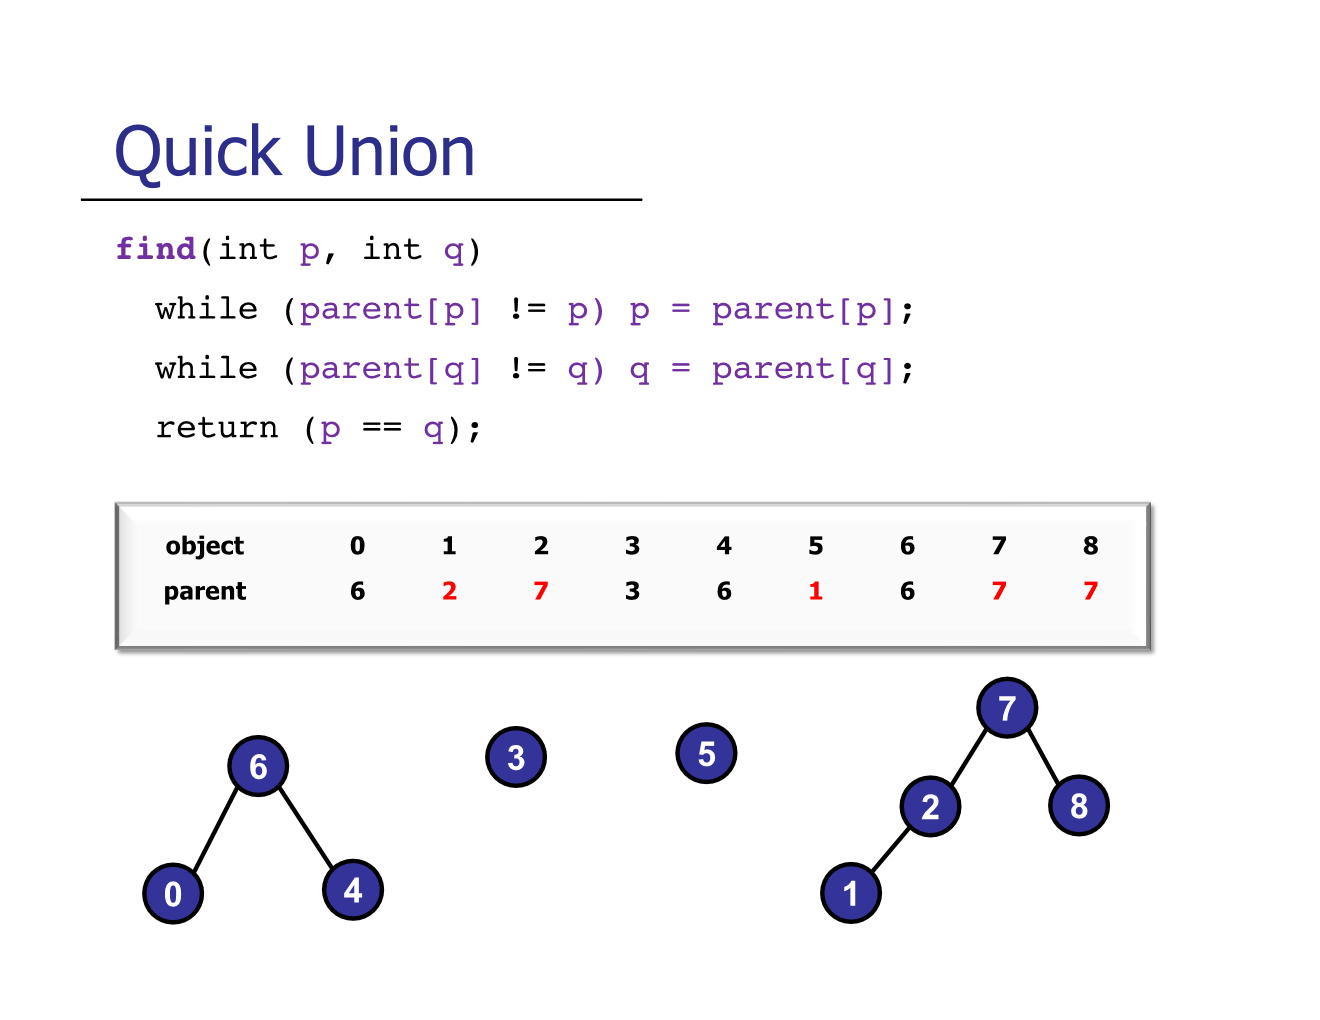 Quick Union
find(int p, int q)
while (parent[p] != p) p = parent[p];
while (parent[q] != q) q = parent[q];
return (p == q);
object 0 1 2 3 4 5 6 7 8
parent 6 2 7 3 6 1 6 7 7
7
6 3 5
2 8
0 4 1